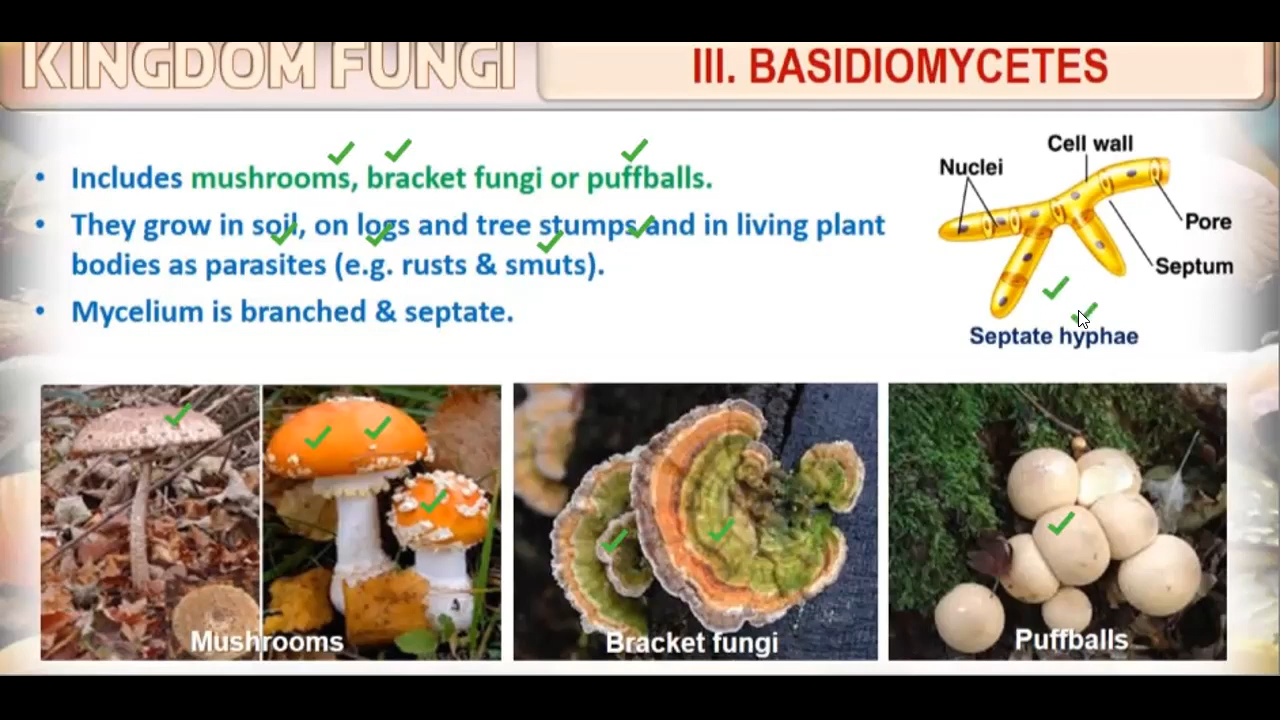 KINGDOM FUNGI
III. BASIDIOMYCETES
• Includes mushrooms, bracket fungi or puffballs.
• They grow in soil, on logs and tree stumps and in living plant
bodies as parasites (e.g. rusts & smuts).
• Mycelium is branched & septate.
Cell wall
Nuclei
Pore
Septum
Septate hyphae
Mushrooms
Bracket fungi
Puffballs